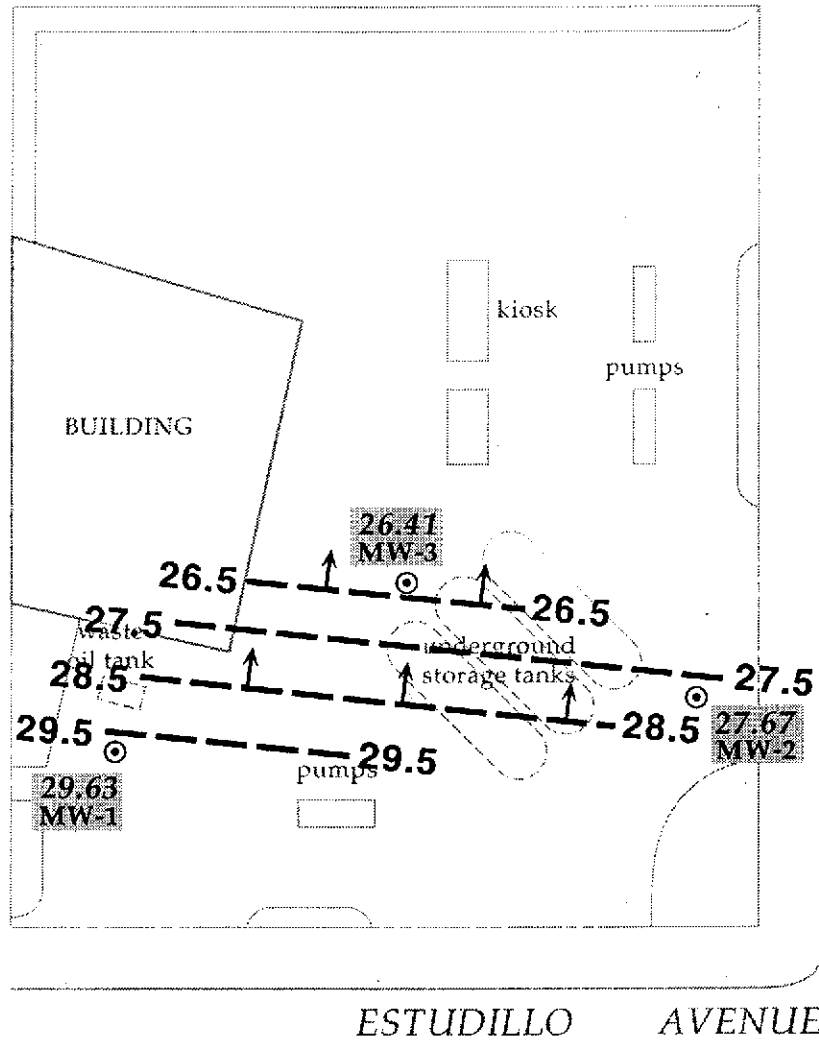 kiosk
pumps
BUILDING
26.41
MW-3
26.5
26.5
27.5
waste
oil tank
underground
storage tanks
27.5
28.5
28.5
27.67
MW-2
29.5
29.5
pumps
29.63
MW-1
ESTUDILLO AVENUE